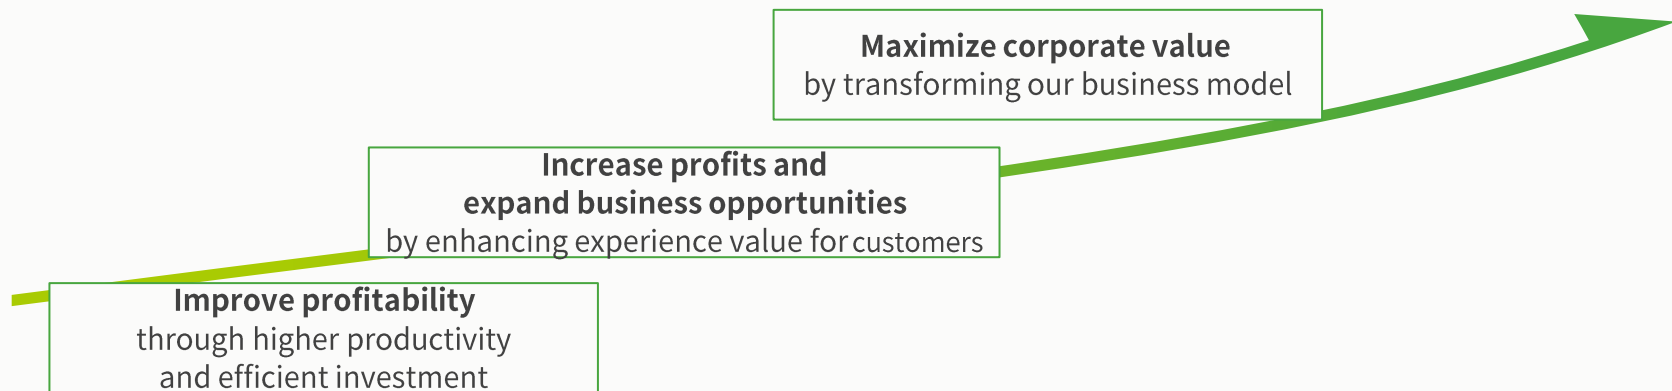 Maximize corporate value
by transforming our business model
Increase profits and
expand business opportunities
by enhancing experience value for customers
Improve profitability
through higher productivity
and efficient investment